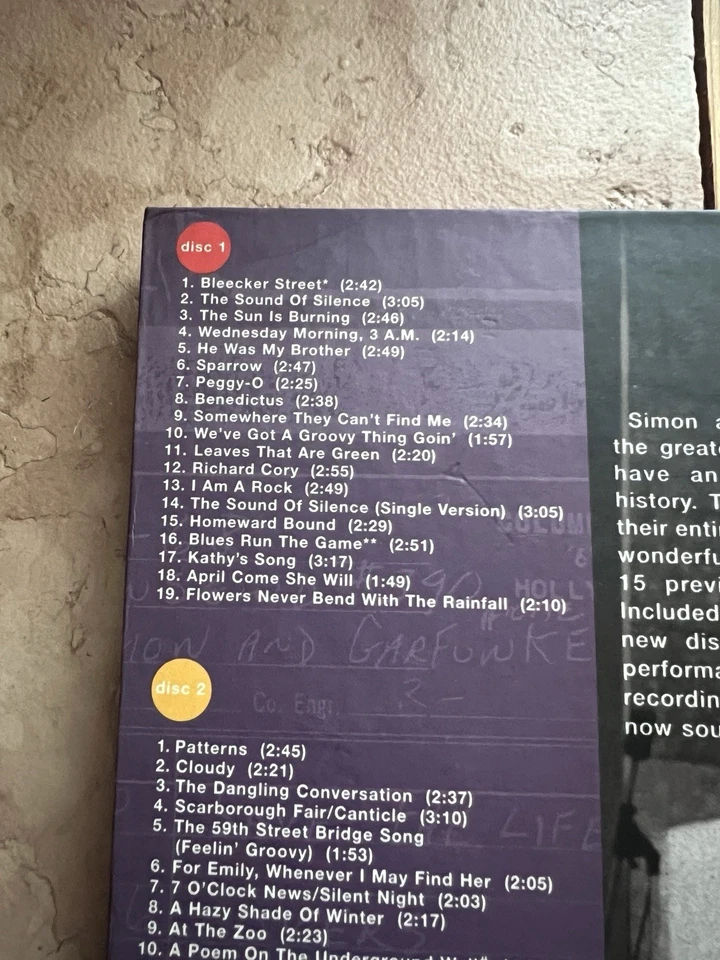 disc 1
1. Bleecker Street* (2:42)
2. The Sound Of Silence (3:05)
3. The Sun Is Burning (2:46)
4. Wednesday Morning, 3 A.M. (2:14)
5. He Was My Brother (2:49)
6. Sparrow (2:47)
7. Peggy-O (2:25)
8. Benedictus (2:38)
9. Somewhere They Can't Find Me (2:34)
10. We've Got A Groovy Thing Goin' (1:57)
11. Leaves That Are Green (2:20)
12. Richard Cory (2:55)
13. I Am A Rock (2:49)
14. The Sound Of Silence (Single Version) (3:05)
15. Homeward Bound (2:29)
16. Blues Run The Game** (2:51)
17. Kathy's Song (3:17)
18. April Come She Will (1:49)
19. Flowers Never Bend With The Rainfall (2:10)
AND GARFUNKE
Co. Engr.
disc 2
1. Patterns (2:45)
2. Cloudy (2:21)
3. The Dangling Conversation (2:37)
4. Scarborough Fair/Canticle (3:10)
5. The 59th Street Bridge Song
(Feelin' Groovy) (1:53)
6. For Emily, Whenever I May Find Her (2:05)
7. 7 O'Clock News/Silent Night (2:03)
8. A Hazy Shade Of Winter (2:17)
9. At The Zoo (2:23)
10. A Poem On The Underground
Simon a
the greate
have an
history. T
their enti
wonderfu
15 previ
Included
new dis
performa
recordin
now sou